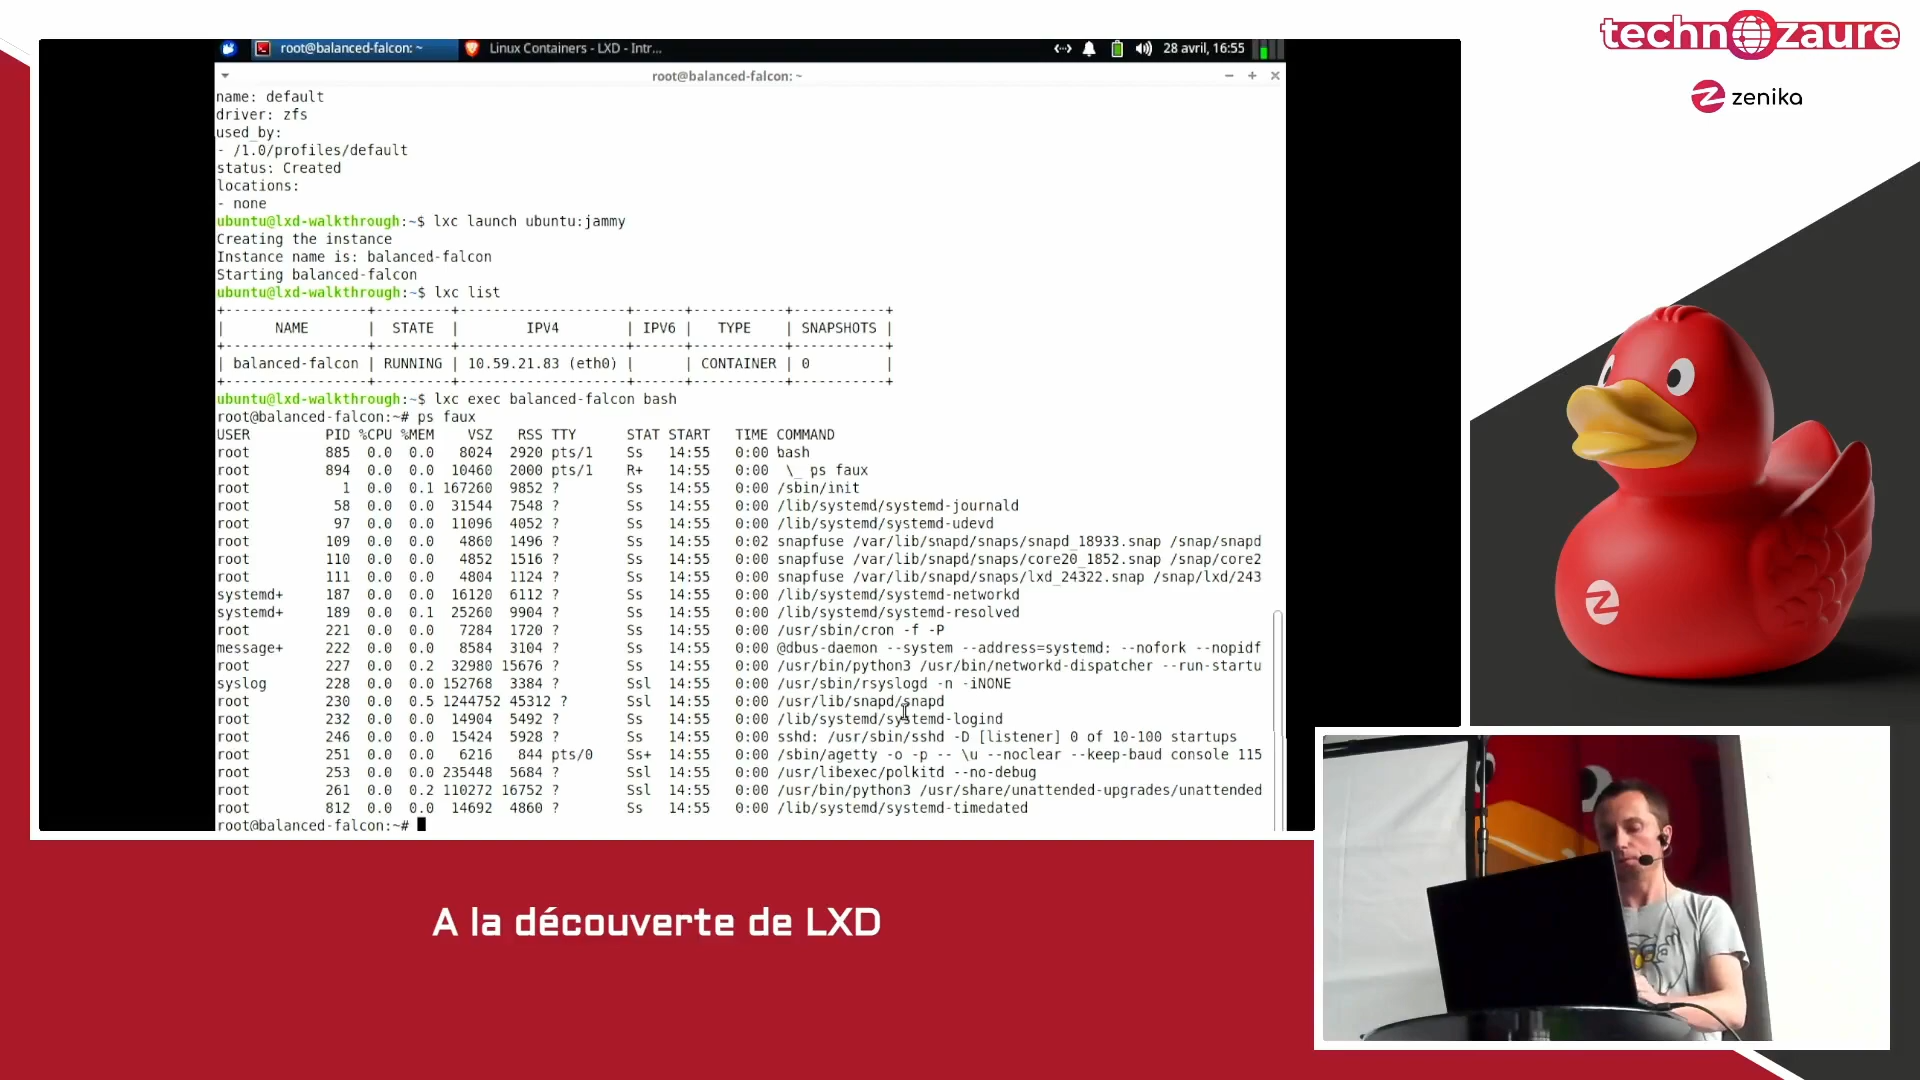 root@balanced-falcon: ~
Linux Containers - LXD - Intr...
28 avril, 16:55
root@balanced-falcon: ~
name: default
driver: zfs
used_by:
- /1.0/profiles/default
status: Created
locations:
- none
ubuntu@lxd-walkthrough:~$ lxc launch ubuntu:jammy
Creating the instance
Instance name is: balanced-falcon
Starting balanced-falcon
ubuntu@lxd-walkthrough:~$ lxc list
| NAME | STATE | IPV4 | IPV6 | TYPE | SNAPSHOTS |
| balanced-falcon | RUNNING | 10.59.21.83 (eth0) | | CONTAINER | 0 |
ubuntu@lxd-walkthrough:~$ lxc exec balanced-falcon bash
root@balanced-falcon:~# ps faux
USER PID %CPU %MEM VSZ RSS TTY STAT START TIME COMMAND
root 885 0.0 0.0 8024 2920 pts/1 Ss 14:55 0:00 bash
root 894 0.0 0.0 10460 2000 pts/1 R+ 14:55 0:00 \_ ps faux
root 1 0.0 0.1 167260 9852 ? Ss 14:55 0:00 /sbin/init
root 58 0.0 0.0 31544 7548 ? Ss 14:55 0:00 /lib/systemd/systemd-journald
root 97 0.0 0.0 11096 4052 ? Ss 14:55 0:00 /lib/systemd/systemd-udevd
root 109 0.0 0.0 4860 1496 ? Ss 14:55 0:02 snapfuse /var/lib/snapd/snaps/snapd_18933.snap /snap/snapd
root 110 0.0 0.0 4852 1516 ? Ss 14:55 0:00 snapfuse /var/lib/snapd/snaps/core20_1852.snap /snap/core2
root 111 0.0 0.0 4804 1124 ? Ss 14:55 0:00 snapfuse /var/lib/snapd/snaps/lxd_24322.snap /snap/lxd/243
systemd+ 187 0.0 0.0 16120 6112 ? Ss 14:55 0:00 /lib/systemd/systemd-networkd
systemd+ 189 0.0 0.1 25260 9904 ? Ss 14:55 0:00 /lib/systemd/systemd-resolved
root 221 0.0 0.0 7284 1720 ? Ss 14:55 0:00 /usr/sbin/cron -f -P
message+ 222 0.0 0.0 8584 3104 ? Ss 14:55 0:00 @dbus-daemon --system --address=systemd: --nofork --nopidf
root 227 0.0 0.2 32980 15676 ? Ss 14:55 0:00 /usr/bin/python3 /usr/bin/networkd-dispatcher --run-startu
syslog 228 0.0 0.0 152768 3384 ? Ssl 14:55 0:00 /usr/sbin/rsyslogd -n -iNONE
root 230 0.0 0.5 1244752 45312 ? Ssl 14:55 0:00 /usr/lib/snapd/snapd
root 232 0.0 0.0 14904 5492 ? Ss 14:55 0:00 /lib/systemd/systemd-logind
root 246 0.0 0.0 15424 5928 ? Ss 14:55 0:00 sshd: /usr/sbin/sshd -D [listener] 0 of 10-100 startups
root 251 0.0 0.0 6216 844 pts/0 Ss+ 14:55 0:00 /sbin/agetty -o -p -- \u --noclear --keep-baud console 115
root 253 0.0 0.0 235448 5684 ? Ssl 14:55 0:00 /usr/libexec/polkitd --no-debug
root 261 0.0 0.2 110272 16752 ? Ssl 14:55 0:00 /usr/bin/python3 /usr/share/unattended-upgrades/unattended
root 812 0.0 0.0 14692 4860 ? Ss 14:55 0:00 /lib/systemd/systemd-timedated
root@balanced-falcon:~#
technozaure
zenika
A la découverte de LXD